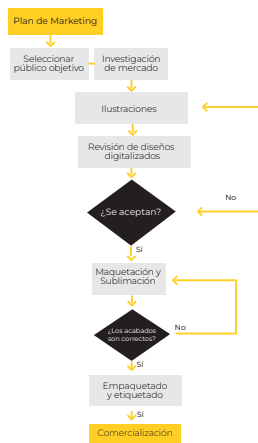 Plan de Marketing
Seleccionar
público objetivo
Investigación
de mercado
Ilustraciones
Revisión de diseños
digitalizados
¿Se aceptan?
No
Sí
Maquetación y
Sublimación
¿Los acabados
son correctos?
No
Sí
Empaquetado
y etiquetado
Sí
Comercialización